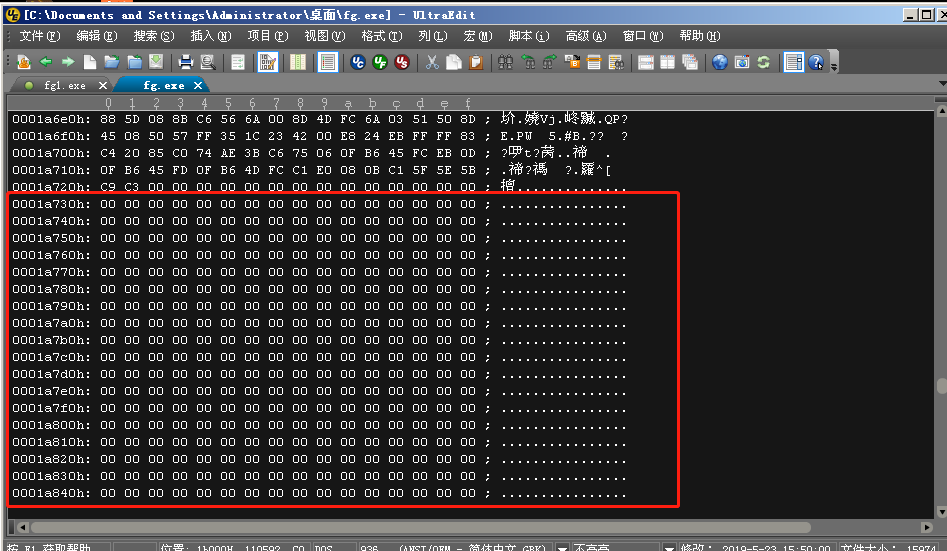 [C:\Documents and Settings\Administrator\桌面\fg.exe] - UltraEdit
文件(F) 编辑(E) 搜索(S) 插入(N) 项目(P) 视图(V) 格式(T) 列(L) 宏(M) 脚本(i) 高级(A) 窗口(W) 帮助(H)
fg1.exe fg.exe
0 1 2 3 4 5 6 7 8 9 a b c d e f
0001a6e0h: 88 5D 08 8B C6 56 6A 00 8D 4D FC 6A 03 51 50 8D ;
0001a6f0h: 45 08 50 57 FF 35 1C 23 42 00 E8 24 EB FF FF 83 ; E.PW 5.#B.?? ?
0001a700h: C4 20 85 C0 74 AE 3B C6 75 06 0F B6 45 FC EB 0D ;
0001a710h: 0F B6 45 FD 0F B6 4D FC C1 E0 08 0B C1 5F 5E 5B ;
0001a720h: C9 C3 00 00 00 00 00 00 00 00 00 00 00 00 00 00 ;
0001a730h: 00 00 00 00 00 00 00 00 00 00 00 00 00 00 00 00 ; ................
0001a740h: 00 00 00 00 00 00 00 00 00 00 00 00 00 00 00 00 ; ................
0001a750h: 00 00 00 00 00 00 00 00 00 00 00 00 00 00 00 00 ; ................
0001a760h: 00 00 00 00 00 00 00 00 00 00 00 00 00 00 00 00 ; ................
0001a770h: 00 00 00 00 00 00 00 00 00 00 00 00 00 00 00 00 ; ................
0001a780h: 00 00 00 00 00 00 00 00 00 00 00 00 00 00 00 00 ; ................
0001a790h: 00 00 00 00 00 00 00 00 00 00 00 00 00 00 00 00 ; ................
0001a7a0h: 00 00 00 00 00 00 00 00 00 00 00 00 00 00 00 00 ; ................
0001a7b0h: 00 00 00 00 00 00 00 00 00 00 00 00 00 00 00 00 ; ................
0001a7c0h: 00 00 00 00 00 00 00 00 00 00 00 00 00 00 00 00 ; ................
0001a7d0h: 00 00 00 00 00 00 00 00 00 00 00 00 00 00 00 00 ; ................
0001a7e0h: 00 00 00 00 00 00 00 00 00 00 00 00 00 00 00 00 ; ................
0001a7f0h: 00 00 00 00 00 00 00 00 00 00 00 00 00 00 00 00 ; ................
0001a800h: 00 00 00 00 00 00 00 00 00 00 00 00 00 00 00 00 ; ................
0001a810h: 00 00 00 00 00 00 00 00 00 00 00 00 00 00 00 00 ; ................
0001a820h: 00 00 00 00 00 00 00 00 00 00 00 00 00 00 00 00 ; ................
0001a830h: 00 00 00 00 00 00 00 00 00 00 00 00 00 00 00 00 ; ................
0001a840h: 00 00 00 00 00 00 00 00 00 00 00 00 00 00 00 00 ; ................
按 F1 获取帮助 位置: 1b000H, 110592, C0 DOS 936 (ANSI/OEM - 简体中文 GBK) 不高亮 修改: 2019-5-23 15:50:00 文件大小: 15974